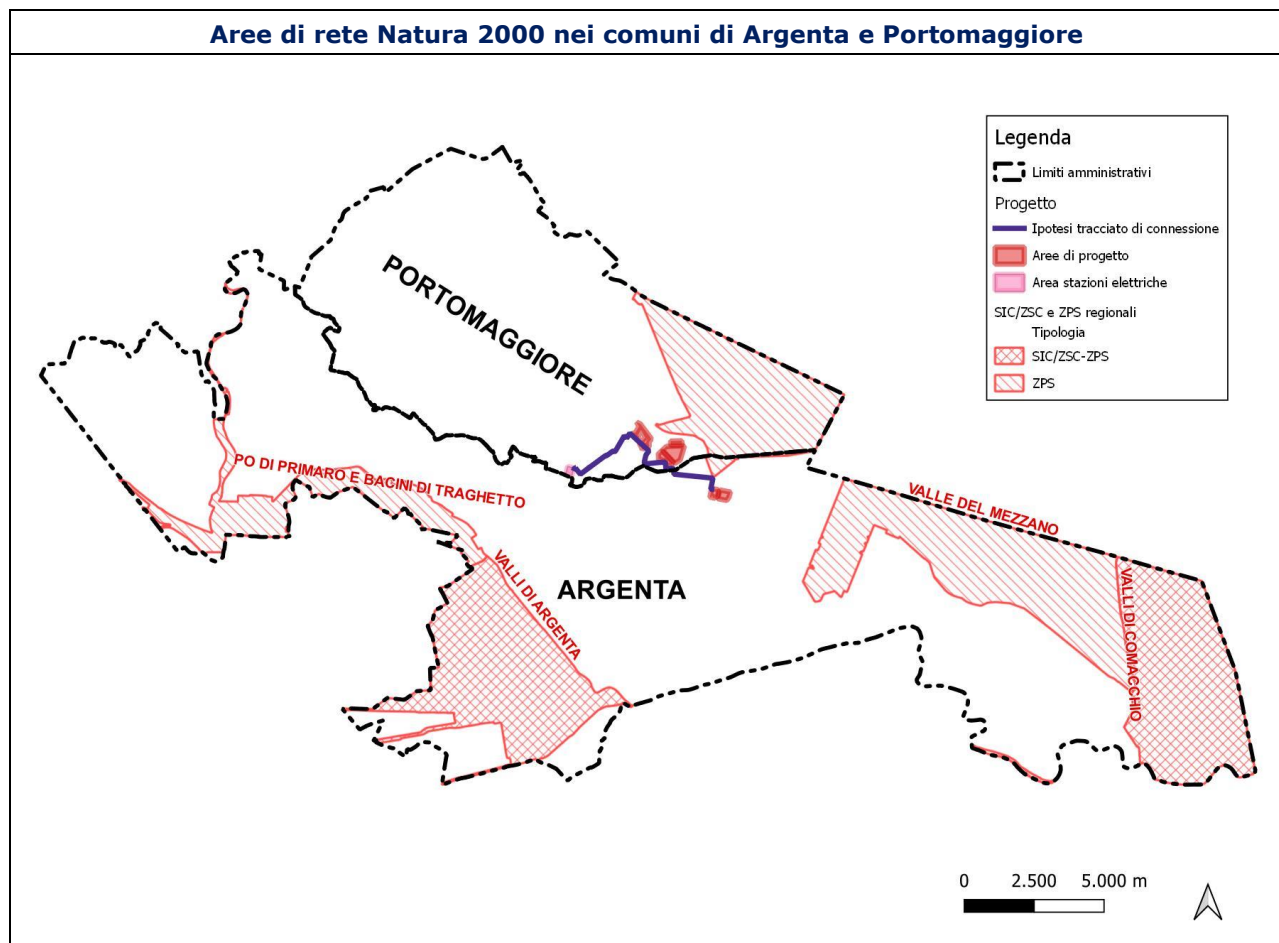 Aree di rete Natura 2000 nei comuni di Argenta e Portomaggiore
Legenda
Limiti amministrativi
Progetto
Ipotesi tracciato di connessione
Aree di progetto
Area stazioni elettriche
SIC/ZSC e ZPS regionali
Tipologia
SIC/ZSC-ZPS
ZPS
PORTOMAGGIORE
PO DI PRIMARO E BACINI DI TRAGHETTO
VALLE DEL MEZZANO
VALLI DI ARGENTA
ARGENTA
VALLI DI COMACCHIO
0 2.500 5.000 m